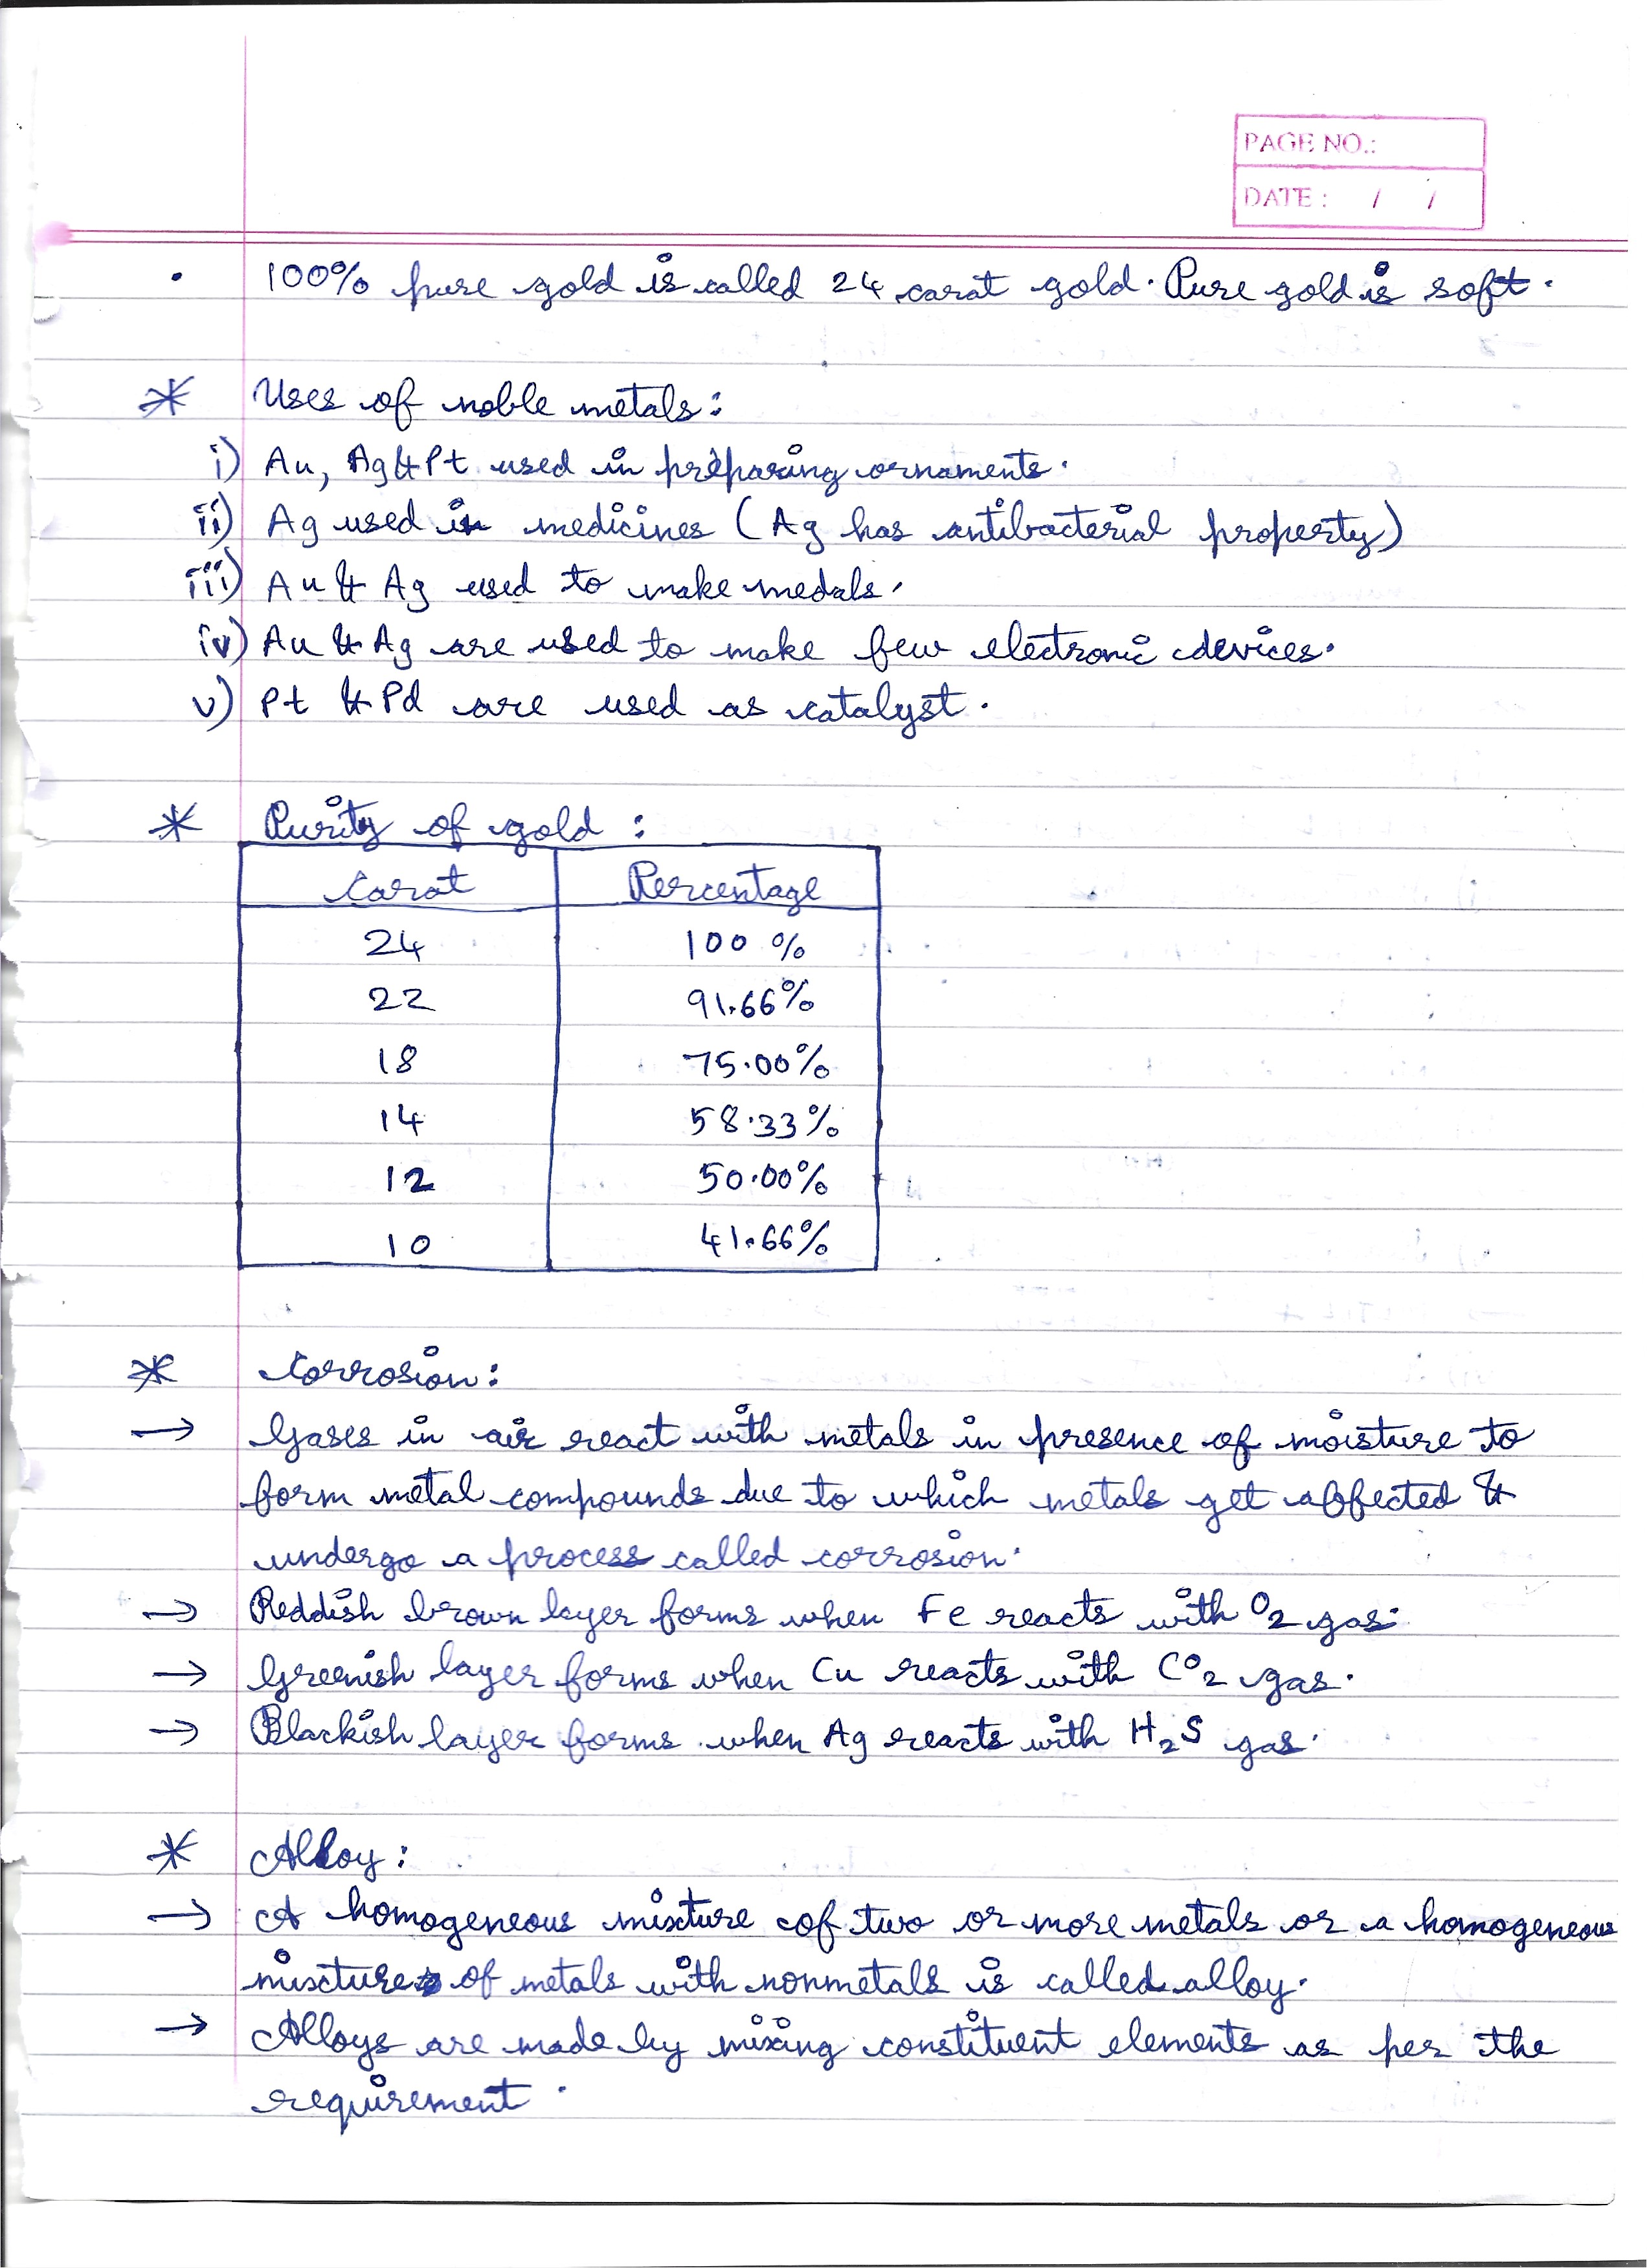 PAGE NO.:
DATE: / /
• 100% pure gold is called 24 carat gold. Pure gold is soft.
* Uses of noble metals:
i) Au, Ag & Pt used in preparing ornaments.
ii) Ag used in medicines (Ag has antibacterial property)
iii) Au & Ag used to make medals.
iv) Au & Ag are used to make few electronic devices.
v) Pt & Pd are used as catalyst.
* Purity of gold:
Carat Percentage
24 100 %
22 91.66%
18 75.00%
14 58.33%
12 50.00%
10 41.66%
* Corrosion:
→ Gases in air react with metals in presence of moisture to
form metal compounds due to which metals get affected &
undergo a process called corrosion.
→ Reddish brown layer forms when Fe reacts with O₂ gas.
→ Greenish layer forms when Cu reacts with CO₂ gas.
→ Blackish layer forms when Ag reacts with H₂S gas.
* Alloy:
→ A homogeneous mixture of two or more metals or a homogeneous
mixture of metals with nonmetals is called alloy.
→ Alloys are made by mixing constituent elements as per the
requirement.